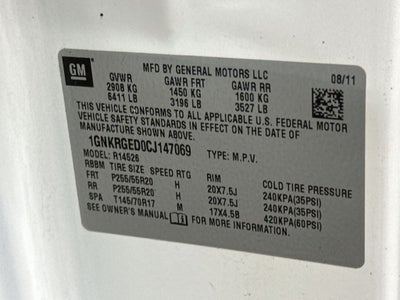 GM
MFD BY GENERAL MOTORS LLC 08/11
GVWR GAWR FRT GAWR RR
2908 KG 1450 KG 1600 KG
6411 LB 3196 LB 3527 LB
THIS VEHICLE CONFORMS TO ALL APPLICABLE U.S. FEDERAL MOTOR
VEHICLE SAFETY STANDARDS IN EFFECT ON THE DATE OF
MANUFACTURE SHOWN ABOVE.
1GNKRGED0CJ147069 TYPE: M.P.V.
MODEL: R14526
RBBM TIRE SIZE SPEED RTG RIM COLD TIRE PRESSURE
FRT P255/55R20 H 20X7.5J 240KPA(35PSI)
RR P255/55R20 H 20X7.5J 240KPA(35PSI)
SPA T145/70R17 M 17X4.5B 420KPA(60PSI)
SEE OWNER'S MANUAL FOR MORE INFORMATION.